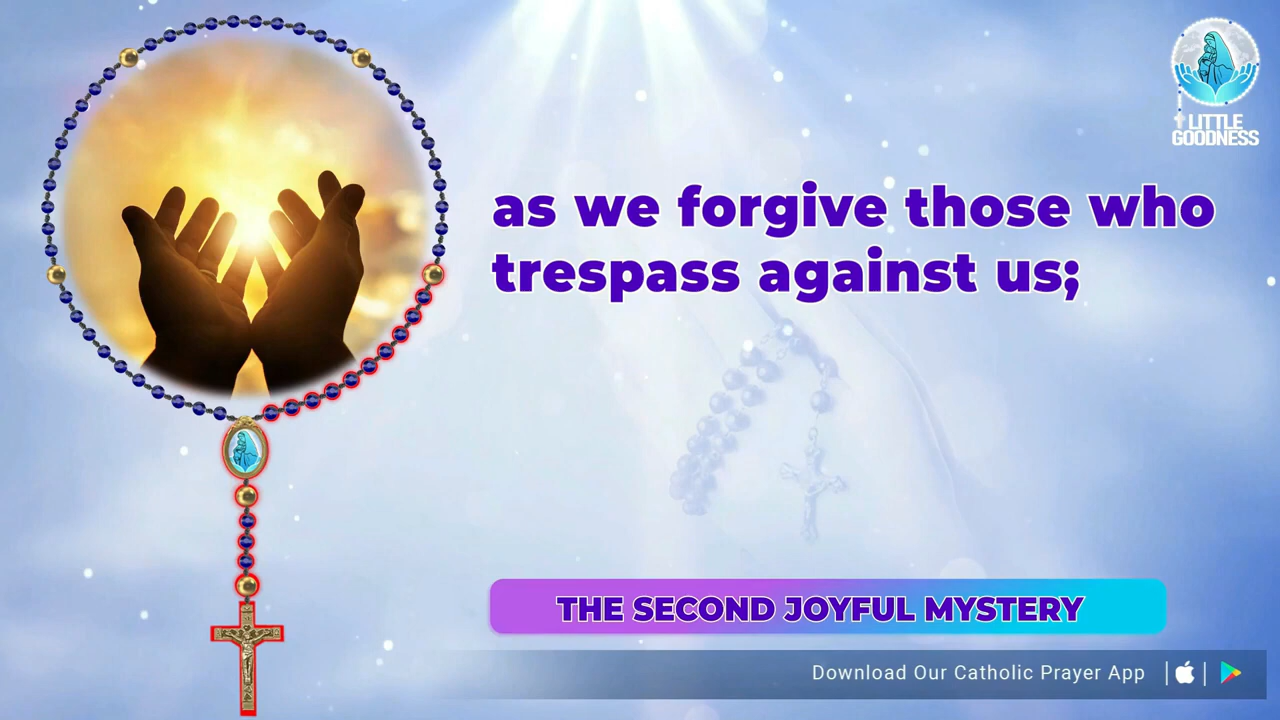 LITTLE
GOODNESS
as we forgive those who
trespass against us;
THE SECOND JOYFUL MYSTERY
Download Our Catholic Prayer App